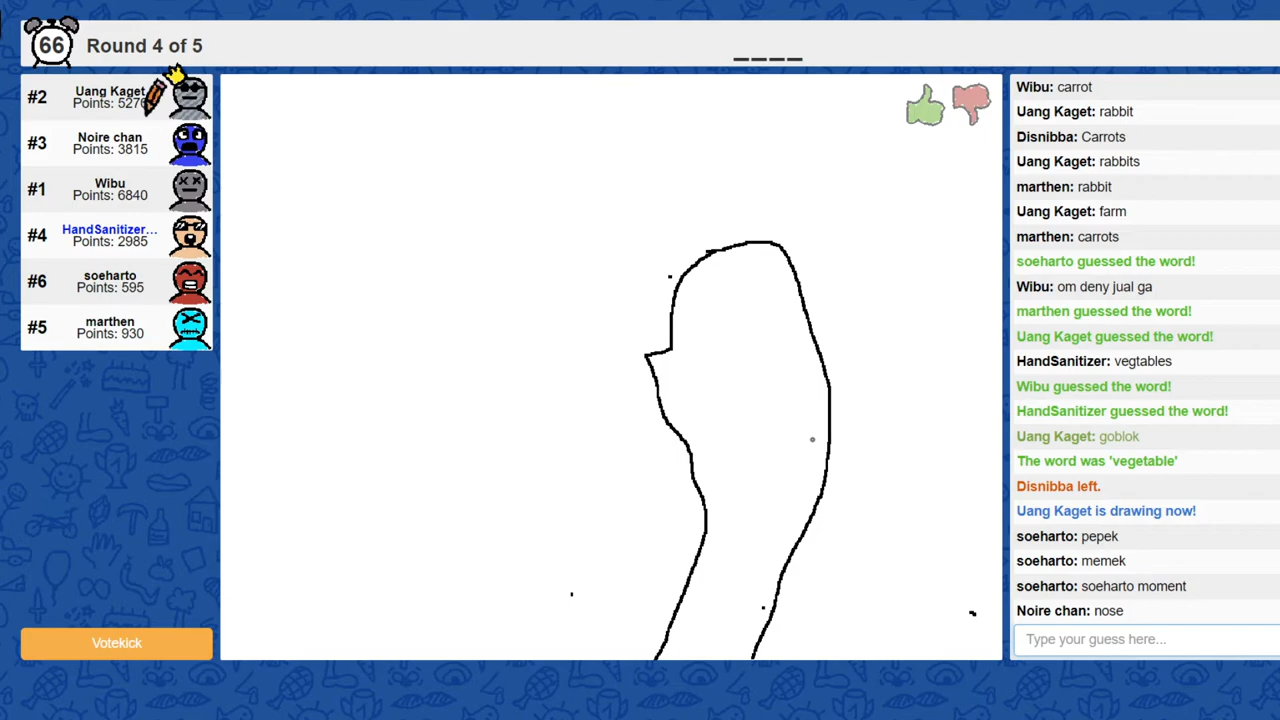 66
Round 4 of 5
____
#2
Uang Kaget
Points: 5276
#3
Noire chan
Points: 3815
#1
Wibu
Points: 6840
#4
HandSanitizer...
Points: 2985
#6
soeharto
Points: 595
#5
marthen
Points: 930
Votekick
Wibu: carrot
Uang Kaget: rabbit
Disnibba: Carrots
Uang Kaget: rabbits
marthen: rabbit
Uang Kaget: farm
marthen: carrots
soeharto guessed the word!
Wibu: om deny jual ga
marthen guessed the word!
Uang Kaget guessed the word!
HandSanitizer: vegtables
Wibu guessed the word!
HandSanitizer guessed the word!
Uang Kaget: goblok
The word was 'vegetable'
Disnibba left.
Uang Kaget is drawing now!
soeharto: pepek
soeharto: memek
soeharto: soeharto moment
Noire chan: nose
Type your guess here...